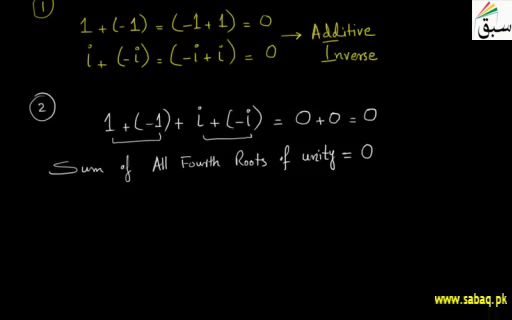 سبق
① 1 + (-1) = (-1 + 1) = 0
i + (-i) = (-i + i) = 0 → Additive Inverse
② 1 + (-1) + i + (-i) = 0 + 0 = 0
Sum of All Fourth Roots of unity = 0
www.sabaq.pk